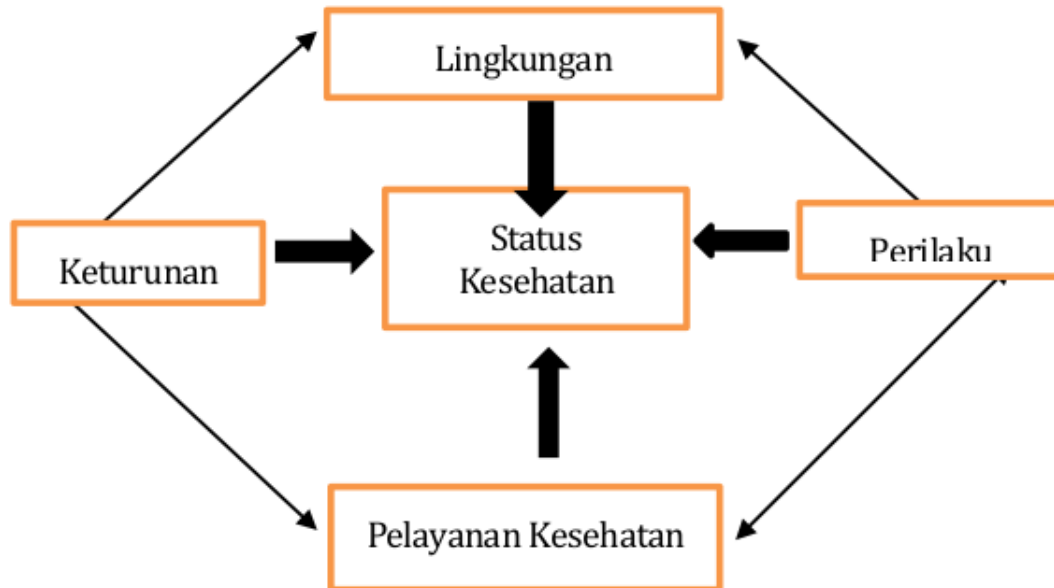 Lingkungan
Keturunan
Status
Kesehatan
Perilaku
Pelayanan Kesehatan